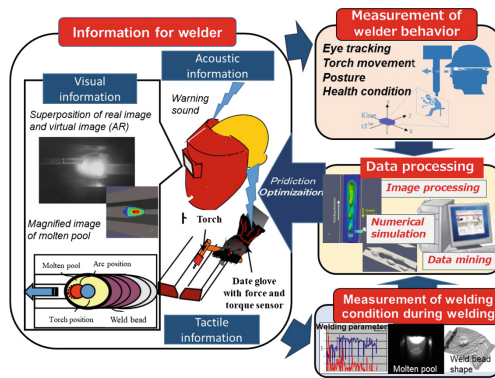 Information for welder
Acoustic
information
Visual
information
Warning
sound
Superposition of real image
and virtual image (AR)
Magnified image
of molten pool
Torch
Molten pool
Arc position
Torch position
Weld bead
Date glove
with force and
torque sensor
Tactile
information
Measurement of
welder behavior
Eye tracking
Torch movement
Posture
Health condition
Kine
ct
z
x
Pridiction
Optimizaition
Data processing
Image processing
Numerical
simulation
Data mining
Measurement of welding
condition during welding
Welding parameter
Molten pool
Weld bead
shape